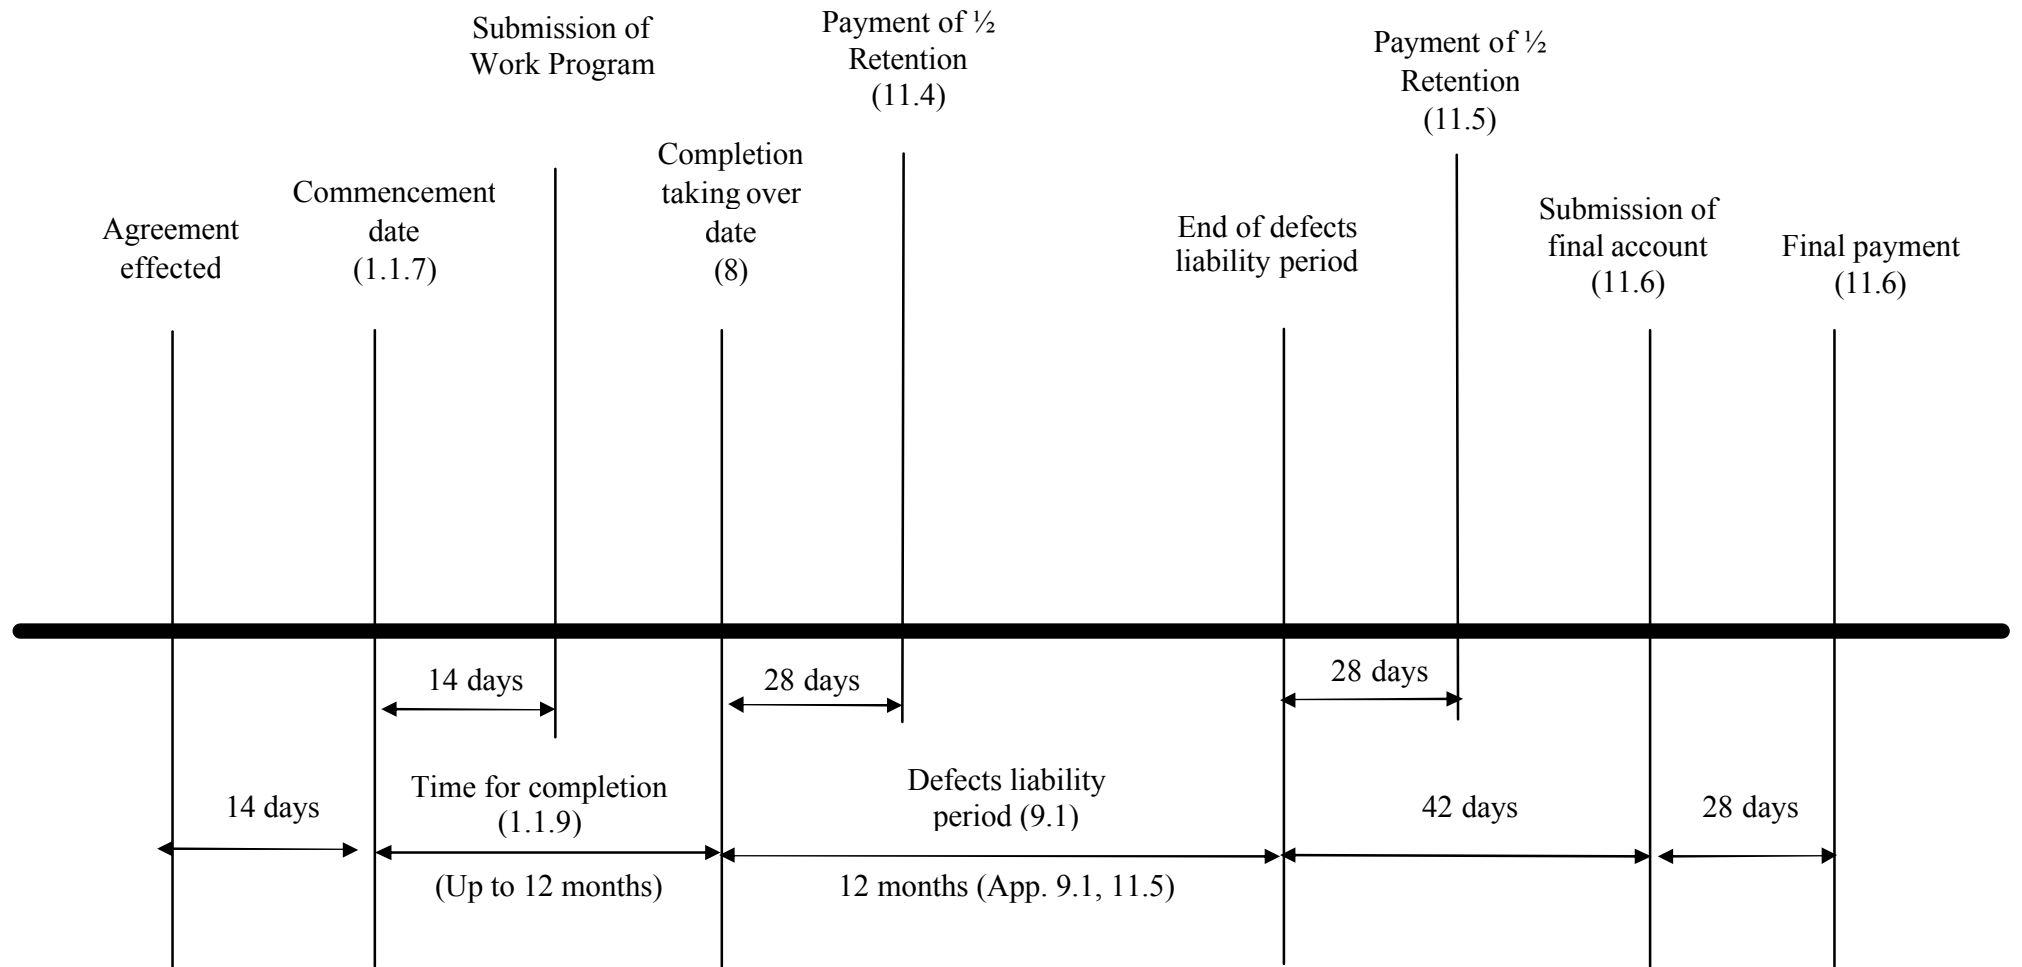 Submission of
Work Program
Payment of ½
Retention
(11.4)
Payment of ½
Retention
(11.5)
Agreement
effected
Commencement
date
(1.1.7)
Completion
taking over
date
(8)
End of defects
liability period
Submission of
final account
(11.6)
Final payment
(11.6)
14 days
28 days
28 days
14 days
Time for completion
(1.1.9)
(Up to 12 months)
Defects liability
period (9.1)
12 months (App. 9.1, 11.5)
42 days
28 days